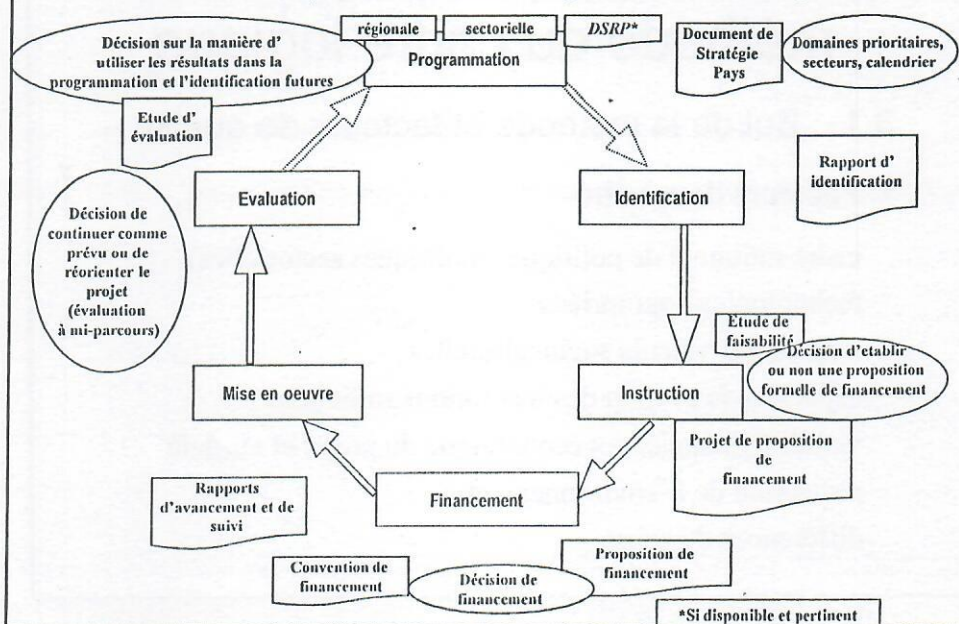 régionale
sectorielle
DSRP*
Programmation
Décision sur la manière d'
utiliser les résultats dans la
programmation et l'identification futures
Document de
Stratégie
Pays
Domaines prioritaires,
secteurs, calendrier
Etude d'
évaluation
Rapport d'
identification
Evaluation
Identification
Décision de
continuer comme
prévu ou de
réorienter le
projet
(évaluation
à mi-parcours)
Etude de
faisabilité
Décision d'etablir
ou non une proposition
formelle de financement
Mise en oeuvre
Instruction
Projet de proposition
de
financement
Rapports
d'avancement et de
suivi
Financement
Convention de
financement
Décision de
financement
Proposition de
financement
*Si disponible et pertinent